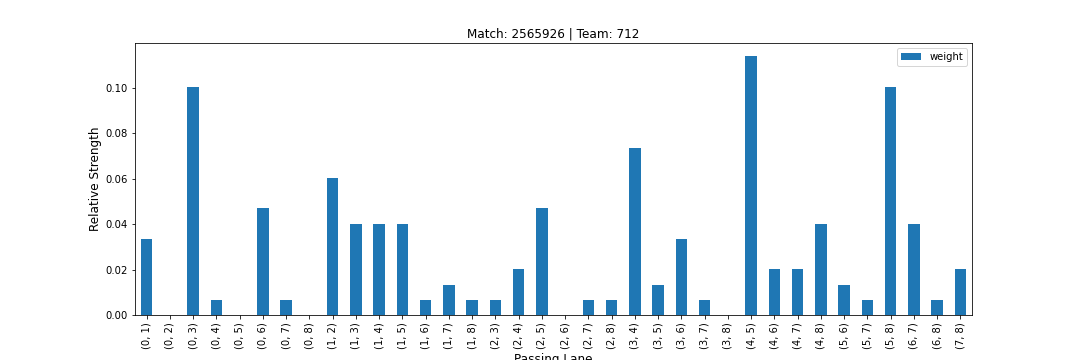 Match: 2565926 | Team: 712
weight
Relative Strength
0.10
0.08
0.06
0.04
0.02
0.00
(0, 1) (0, 2) (0, 3) (0, 4) (0, 5) (0, 6) (0, 7) (0, 8) (1, 2) (1, 3) (1, 4) (1, 5) (1, 6) (1, 7) (1, 8) (2, 3) (2, 4) (2, 5) (2, 6) (2, 7) (2, 8) (3, 4) (3, 5) (3, 6) (3, 7) (3, 8) (4, 5) (4, 6) (4, 7) (4, 8) (5, 6) (5, 7) (5, 8) (6, 7) (6, 8) (7, 8)
Passing Lane